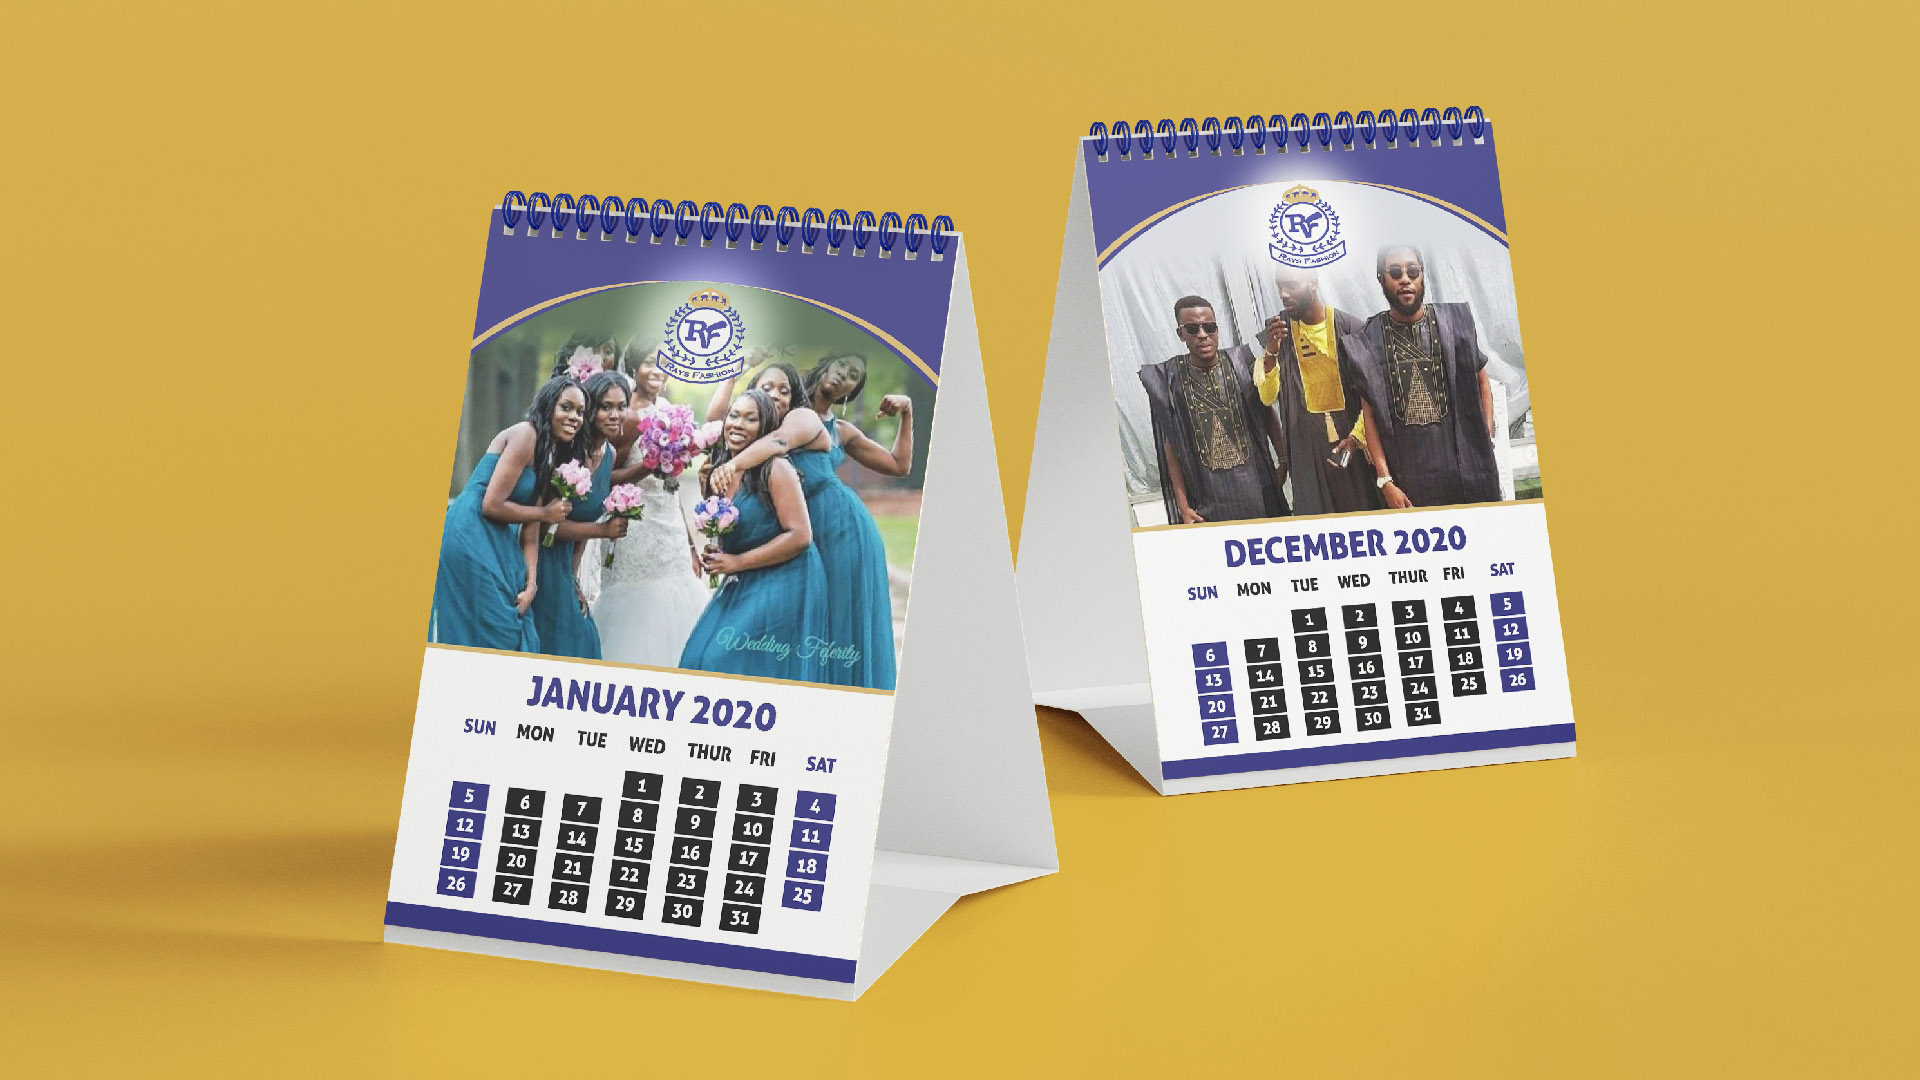 RF
RAYS FASHION
Wedding Feferity
JANUARY 2020
SUN MON TUE WED THUR FRI SAT
1 2 3 4
5 6 7 8 9 10 11
12 13 14 15 16 17 18
19 20 21 22 23 24 25
26 27 28 29 30 31
RF
RAYS FASHION
DECEMBER 2020
SUN MON TUE WED THUR FRI SAT
1 2 3 4 5
6 7 8 9 10 11 12
13 14 15 16 17 18 19
20 21 22 23 24 25 26
27 28 29 30 31